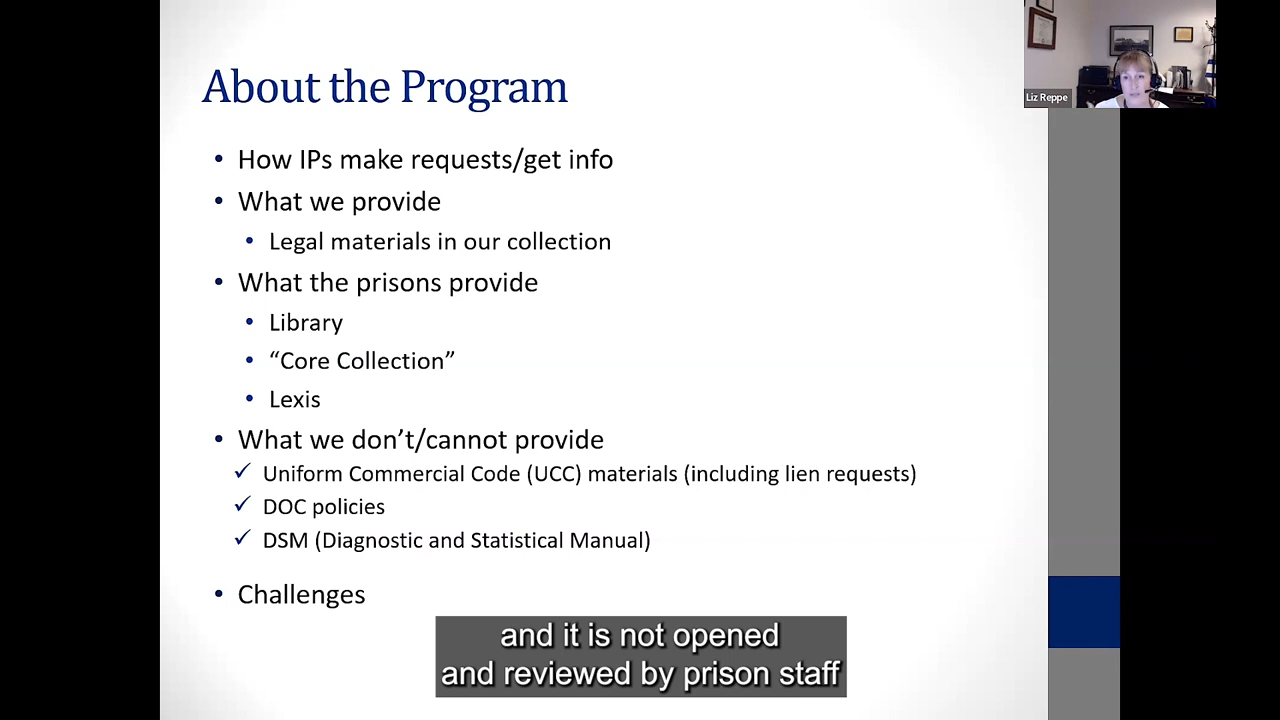 Liz Reppe
About the Program
• How IPs make requests/get info
• What we provide
• Legal materials in our collection
• What the prisons provide
• Library
• “Core Collection”
• Lexis
• What we don’t/cannot provide
✓ Uniform Commercial Code (UCC) materials (including lien requests)
✓ DOC policies
✓ DSM (Diagnostic and Statistical Manual)
• Challenges
and it is not opened
and reviewed by prison staff